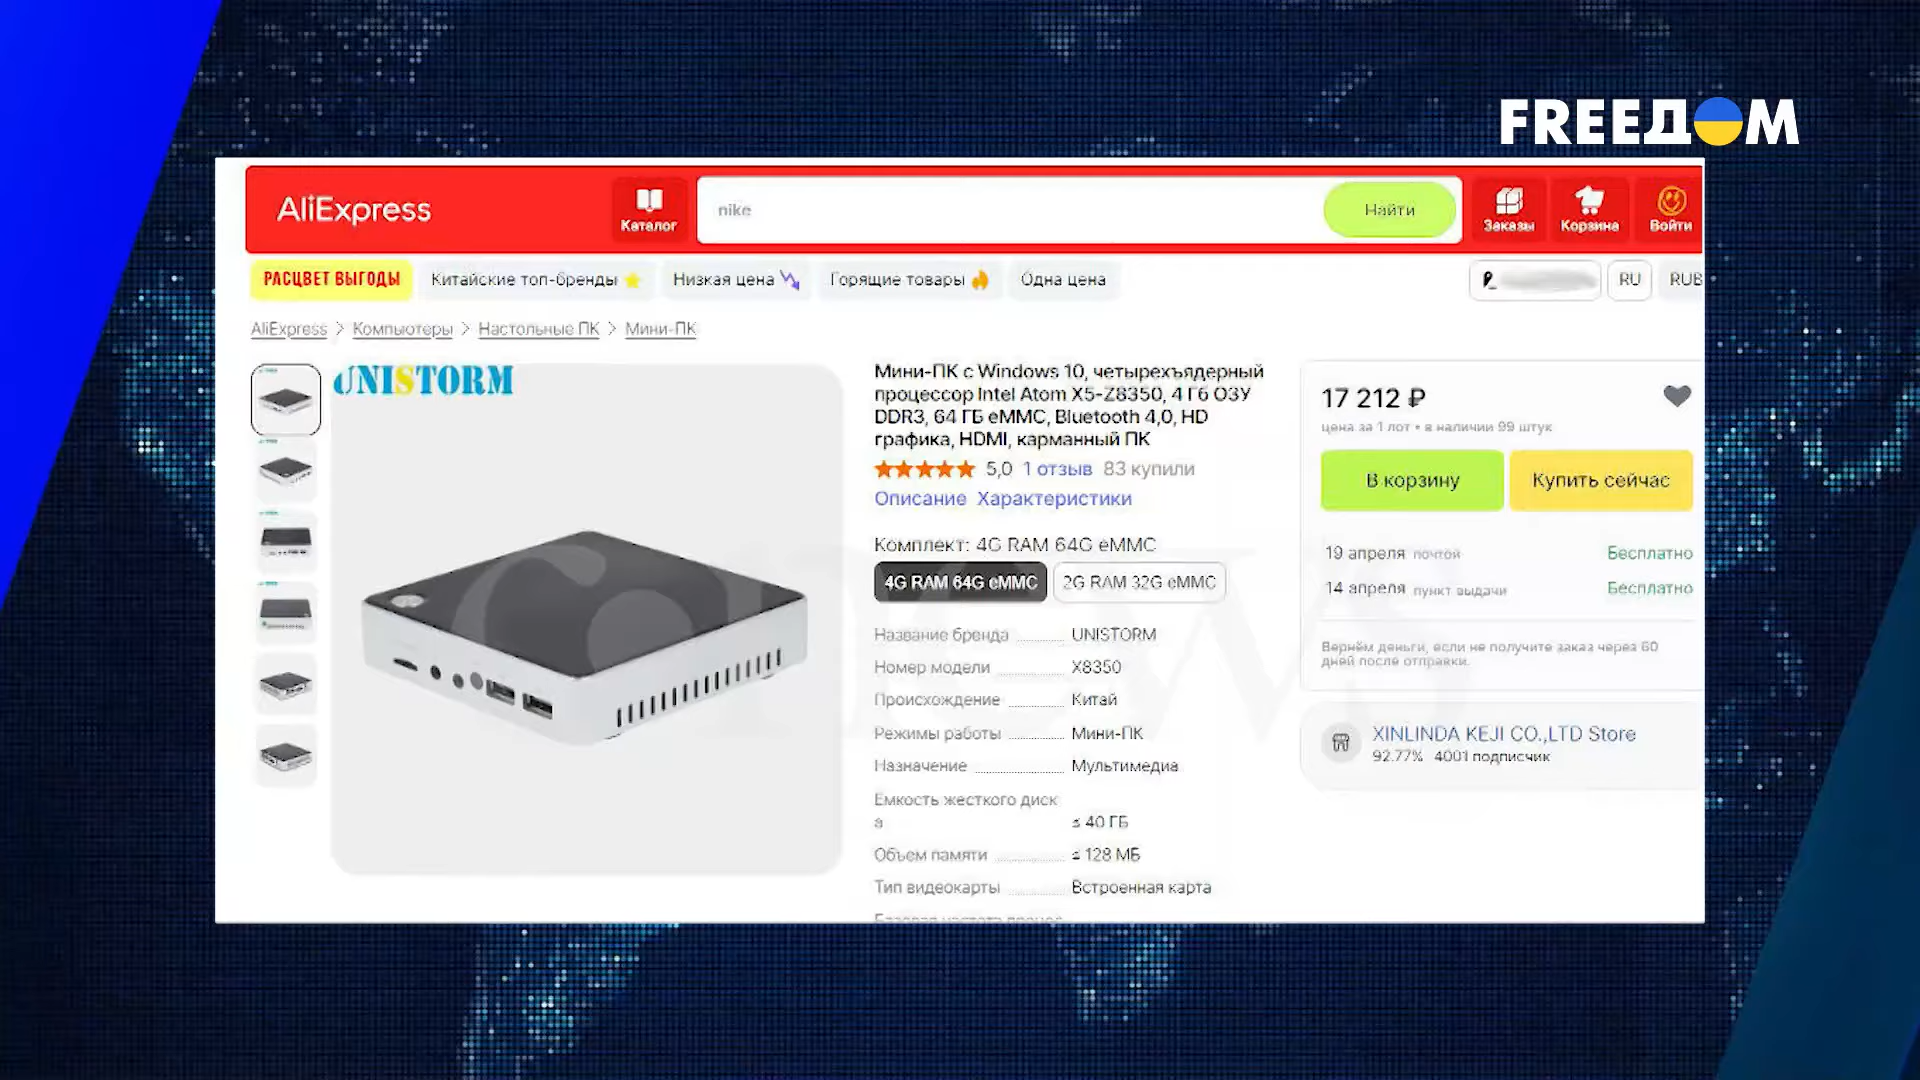 FREEДOM
AliExpress
Каталог
nike
Найти
Заказы
Корзина
Войти
РАСЦВЕТ ВЫГОДЫ
Китайские топ-бренды
Низкая цена
Горящие товары
Одна цена
RU
RUB
AliExpress > Компьютеры > Настольные ПК > Мини-ПК
UNISTORM
Мини-ПК с Windows 10, четырехъядерный
процессор Intel Atom X5-Z8350, 4 Гб ОЗУ
DDR3, 64 ГБ eMMC, Bluetooth 4,0, HD
графика, HDMI, карманный ПК
5,0 1 отзыв 83 купили
Описание Характеристики
Комплект: 4G RAM 64G eMMC
4G RAM 64G eMMC
2G RAM 32G eMMC
Название бренда UNISTORM
Номер модели X8350
Происхождение Китай
Режимы работы Мини-ПК
Назначение Мультимедиа
Емкость жесткого диск
а ≤ 40 ГБ
Объем памяти ≤ 128 МБ
Тип видеокарты Встроенная карта
17 212 ₽
цена за 1 лот • в наличии 99 штук
В корзину
Купить сейчас
19 апреля почтой Бесплатно
14 апреля пункт выдачи Бесплатно
Вернём деньги, если не получите заказ через 60
дней после отправки.
XINLINDA KEJI CO.,LTD Store
92.77% 4001 подписчик